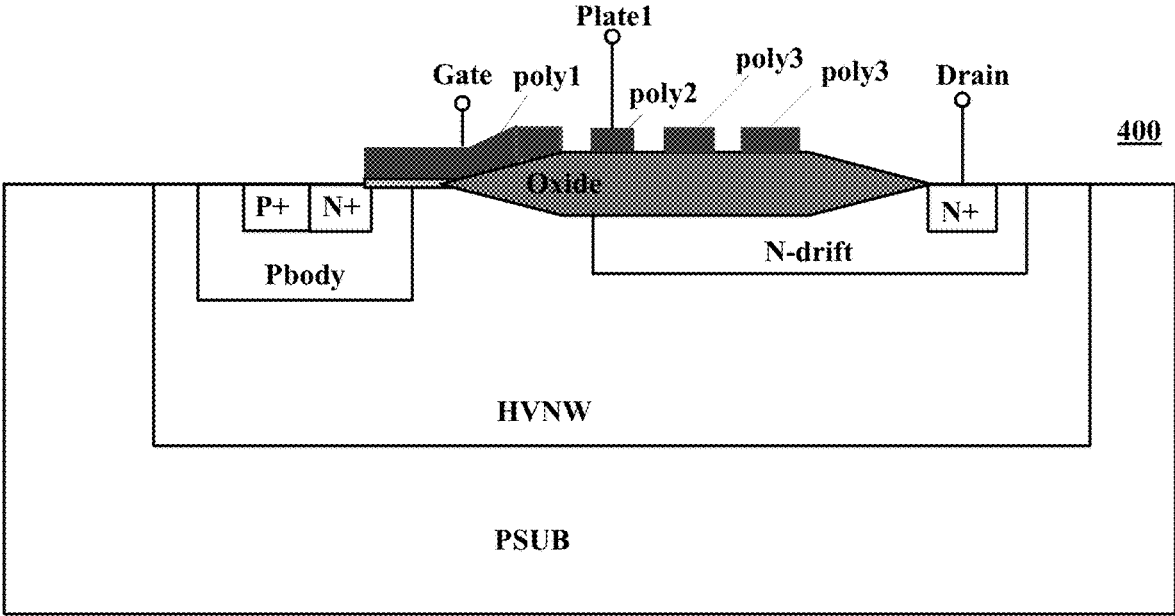 Plate1
Gate
poly1
poly2
poly3
poly3
Drain
400
Oxide
P+
N+
N+
Pbody
N-drift
HVNW
PSUB